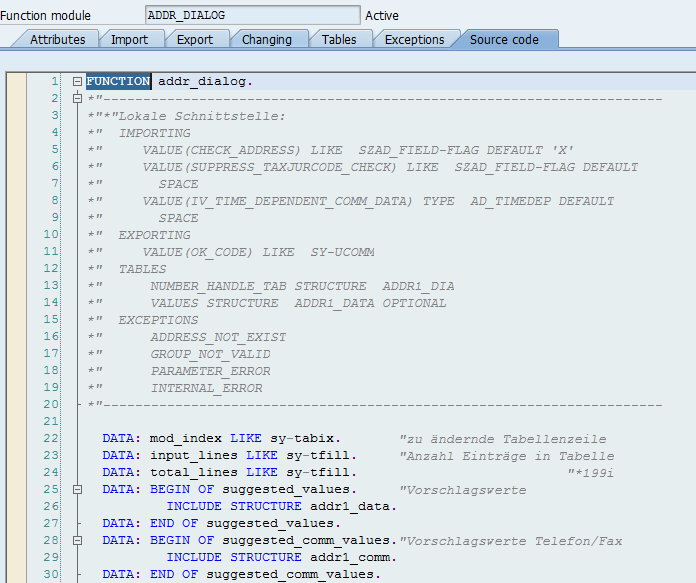 Function module ADDR_DIALOG Active
Attributes Import Export Changing Tables Exceptions Source code
1 FUNCTION addr_dialog.
2 *"----------------------------------------------------------------------
3 *"*"Lokale Schnittstelle:
4 *"  IMPORTING
5 *"     VALUE(CHECK_ADDRESS) LIKE  SZAD_FIELD-FLAG DEFAULT 'X'
6 *"     VALUE(SUPPRESS_TAXJURCODE_CHECK) LIKE  SZAD_FIELD-FLAG DEFAULT
7 *"       SPACE
8 *"     VALUE(IV_TIME_DEPENDENT_COMM_DATA) TYPE  AD_TIMEDEP DEFAULT
9 *"       SPACE
10 *"  EXPORTING
11 *"     VALUE(OK_CODE) LIKE  SY-UCOMM
12 *"  TABLES
13 *"      NUMBER_HANDLE_TAB STRUCTURE  ADDR1_DIA
14 *"      VALUES STRUCTURE  ADDR1_DATA OPTIONAL
15 *"  EXCEPTIONS
16 *"      ADDRESS_NOT_EXIST
17 *"      GROUP_NOT_VALID
18 *"      PARAMETER_ERROR
19 *"      INTERNAL_ERROR
20 *"----------------------------------------------------------------------
21
22   DATA: mod_index LIKE sy-tabix.       "zu ändernde Tabellenzeile
23   DATA: input_lines LIKE sy-tfill.     "Anzahl Einträge in Tabelle
24   DATA: total_lines LIKE sy-tfill.                          "*199i
25   DATA: BEGIN OF suggested_values.     "Vorschlagswerte
26           INCLUDE STRUCTURE addr1_data.
27   DATA: END OF suggested_values.
28   DATA: BEGIN OF suggested_comm_values."Vorschlagswerte Telefon/Fax
29           INCLUDE STRUCTURE addr1_comm.
30   DATA: END OF suggested_comm_values.